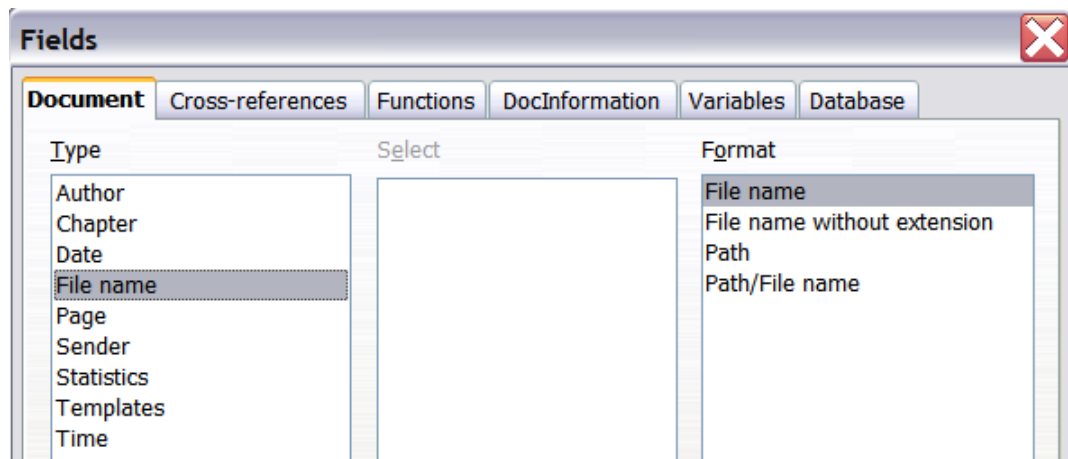 Fields
Document Cross-references Functions DocInformation Variables Database
Type Select Format
Author
Chapter
Date
File name
Page
Sender
Statistics
Templates
Time
File name
File name without extension
Path
Path/File name